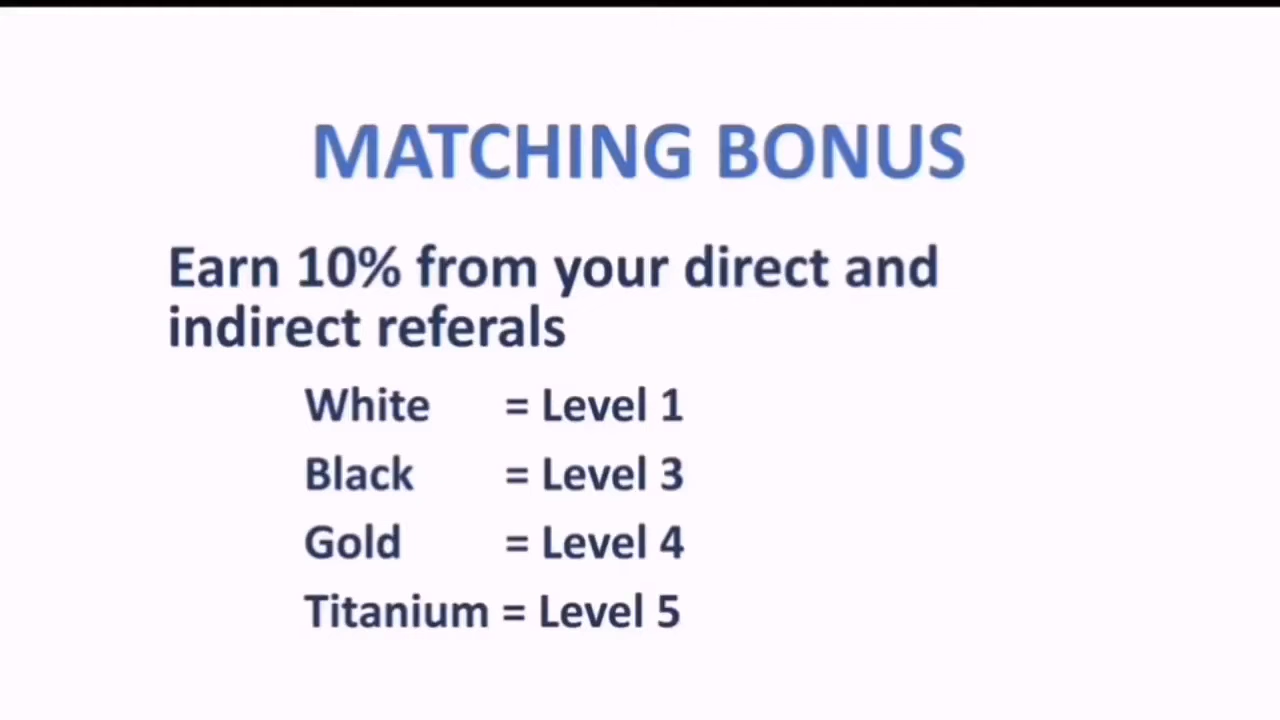 MATCHING BONUS
Earn 10% from your direct and
indirect referals
White = Level 1
Black = Level 3
Gold = Level 4
Titanium = Level 5